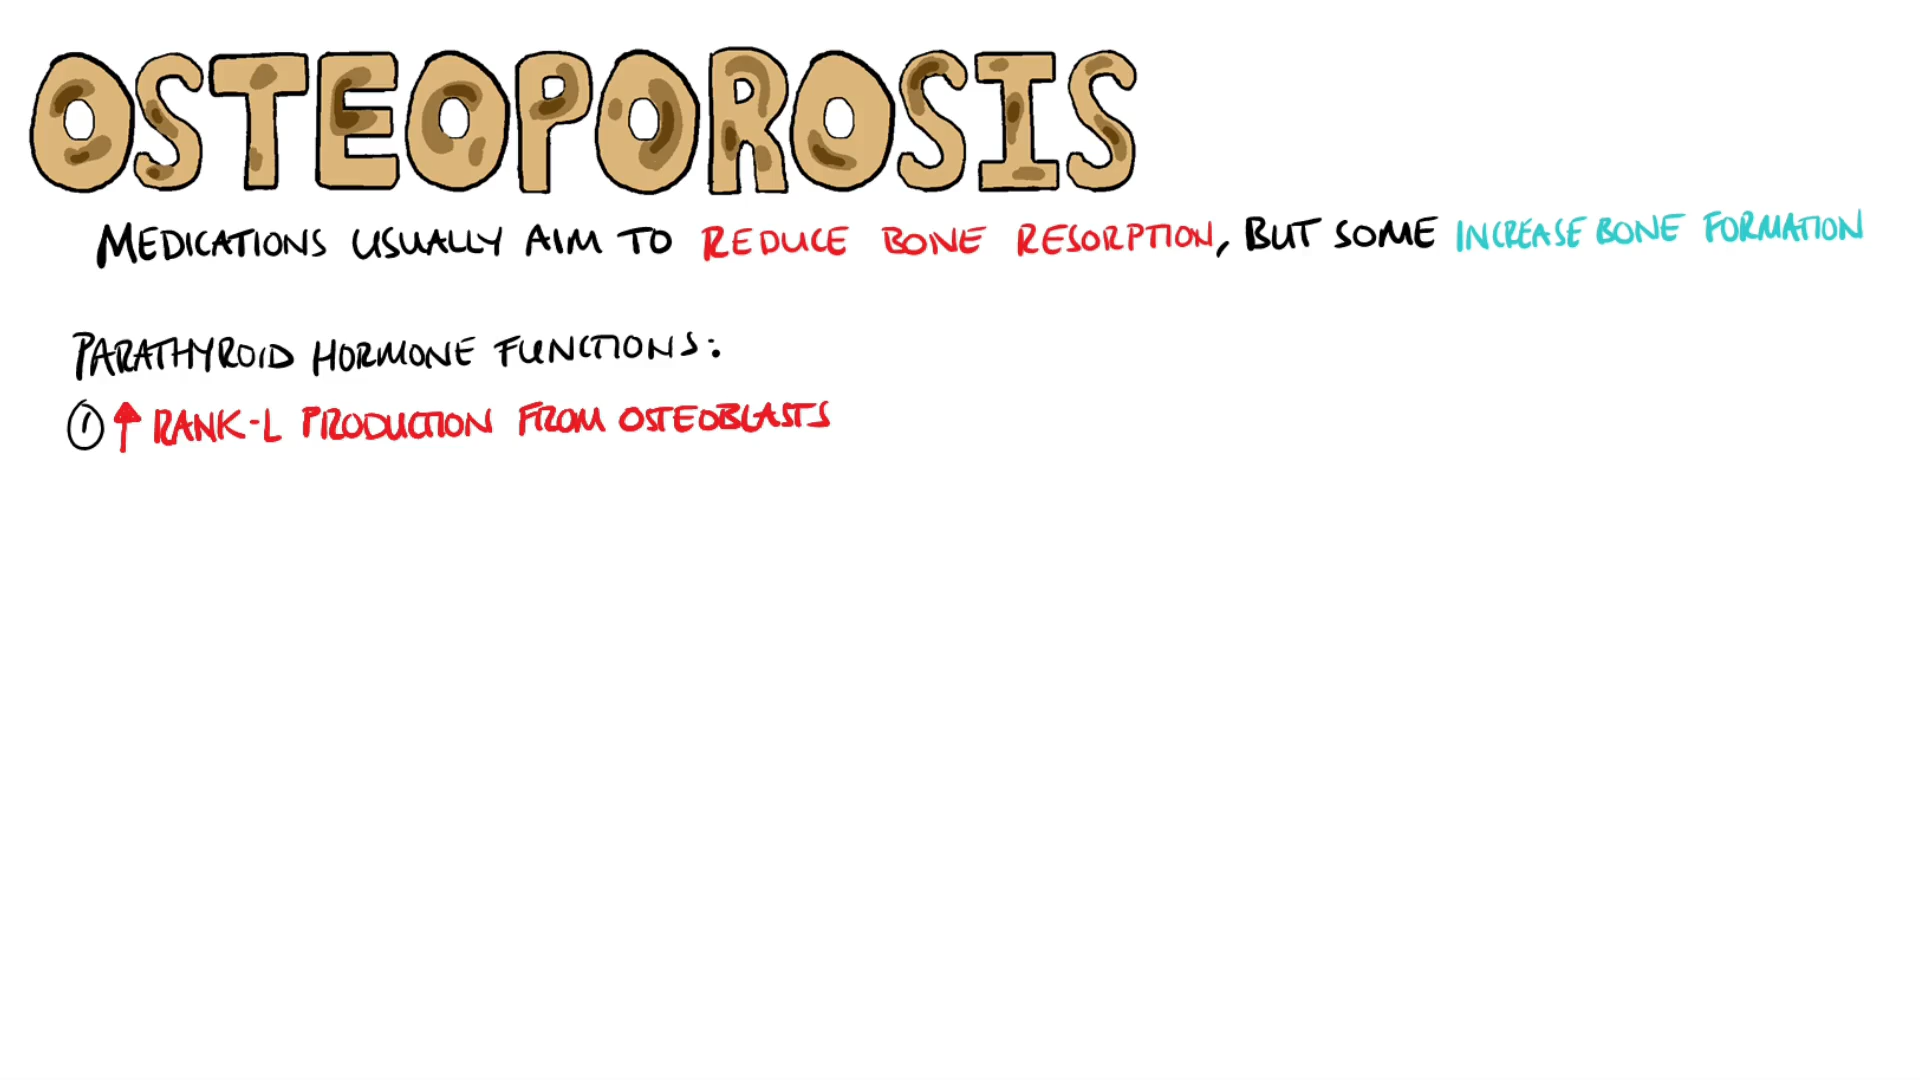 OSTEOPOROSIS
MEDICATIONS USUALLY AIM TO REDUCE BONE RESORPTION, BUT SOME INCREASE BONE FORMATION
PARATHYROID HORMONE FUNCTIONS:
① ↑ RANK-L PRODUCTION FROM OSTEOBLASTS